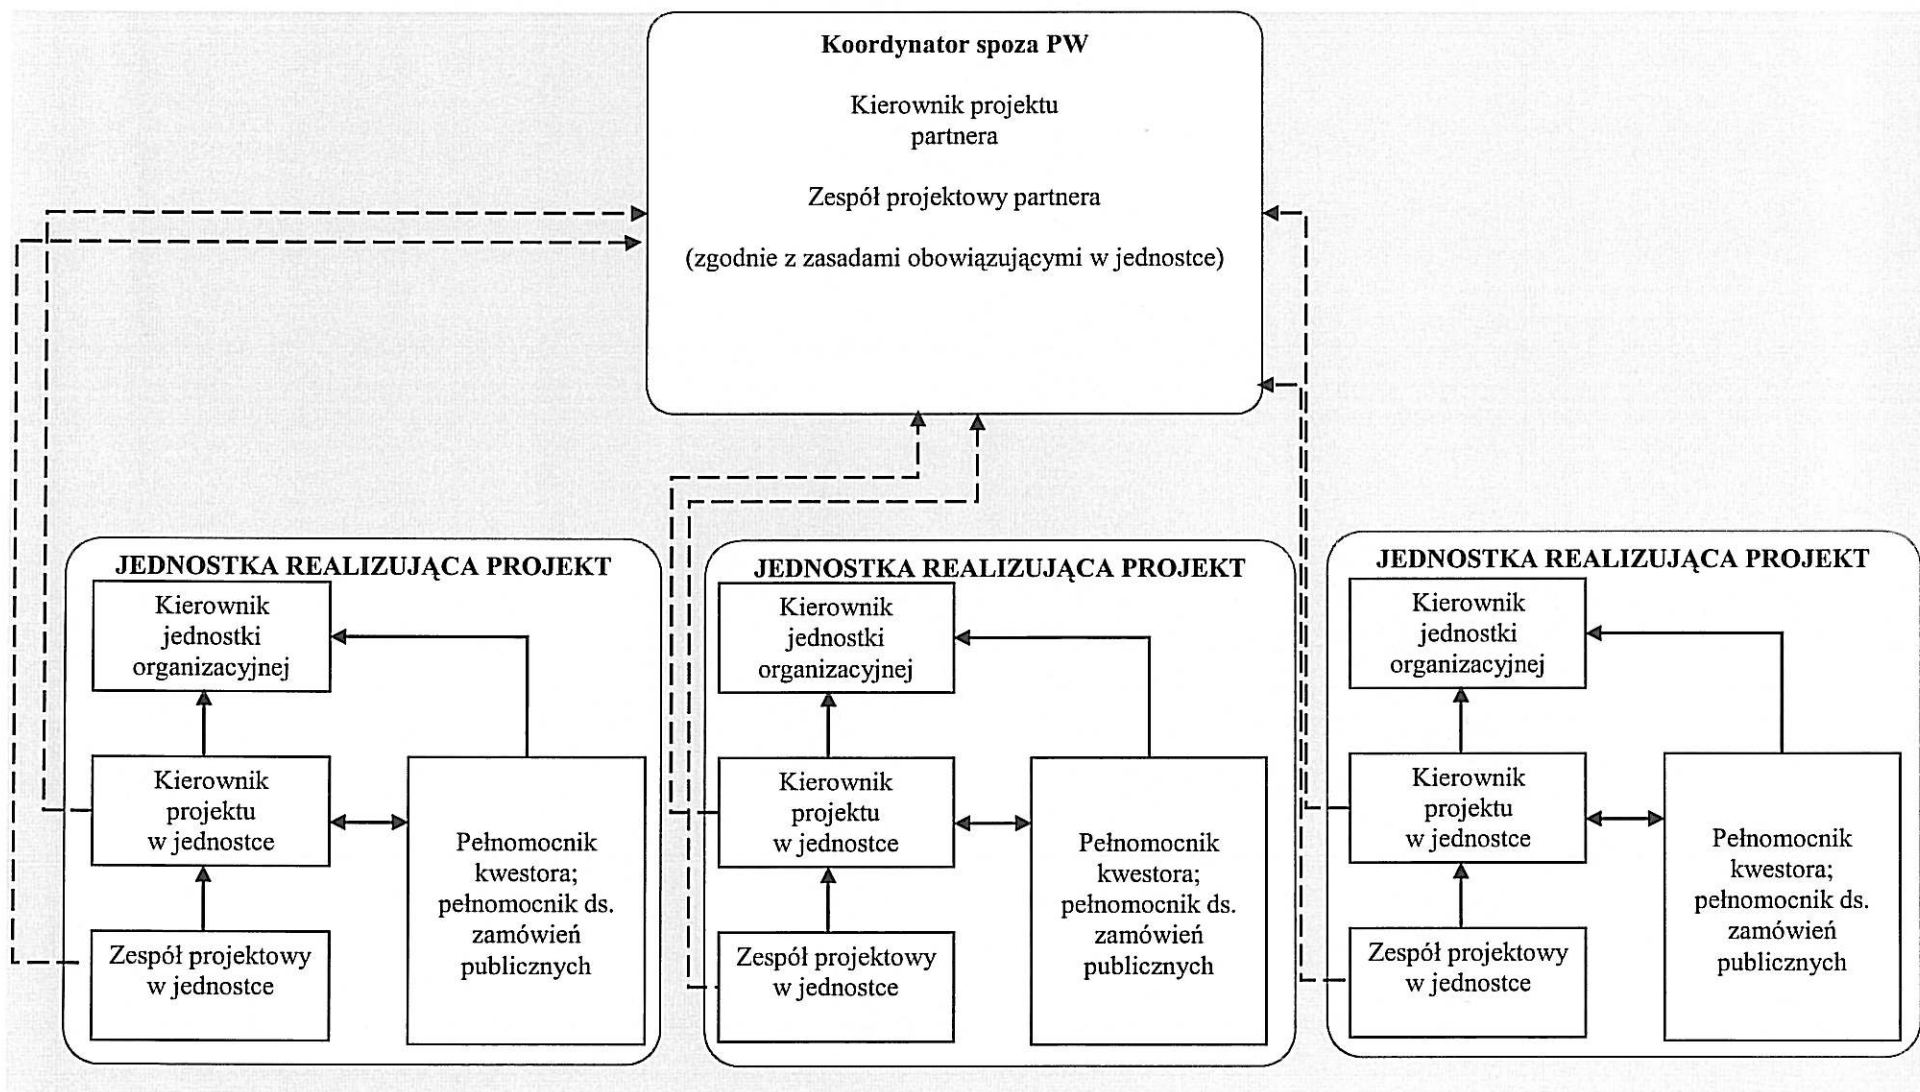 Koordynator spoza PW
Kierownik projektu
partnera
Zespół projektowy partnera
(zgodnie z zasadami obowiązującymi w jednostce)
JEDNOSTKA REALIZUJĄCA PROJEKT
Kierownik
jednostki
organizacyjnej
Kierownik
projektu
w jednostce
Pełnomocnik
kwestora;
pełnomocnik ds.
zamówień
publicznych
Zespół projektowy
w jednostce
JEDNOSTKA REALIZUJĄCA PROJEKT
Kierownik
jednostki
organizacyjnej
Kierownik
projektu
w jednostce
Pełnomocnik
kwestora;
pełnomocnik ds.
zamówień
publicznych
Zespół projektowy
w jednostce
JEDNOSTKA REALIZUJĄCA PROJEKT
Kierownik
jednostki
organizacyjnej
Kierownik
projektu
w jednostce
Pełnomocnik
kwestora;
pełnomocnik ds.
zamówień
publicznych
Zespół projektowy
w jednostce